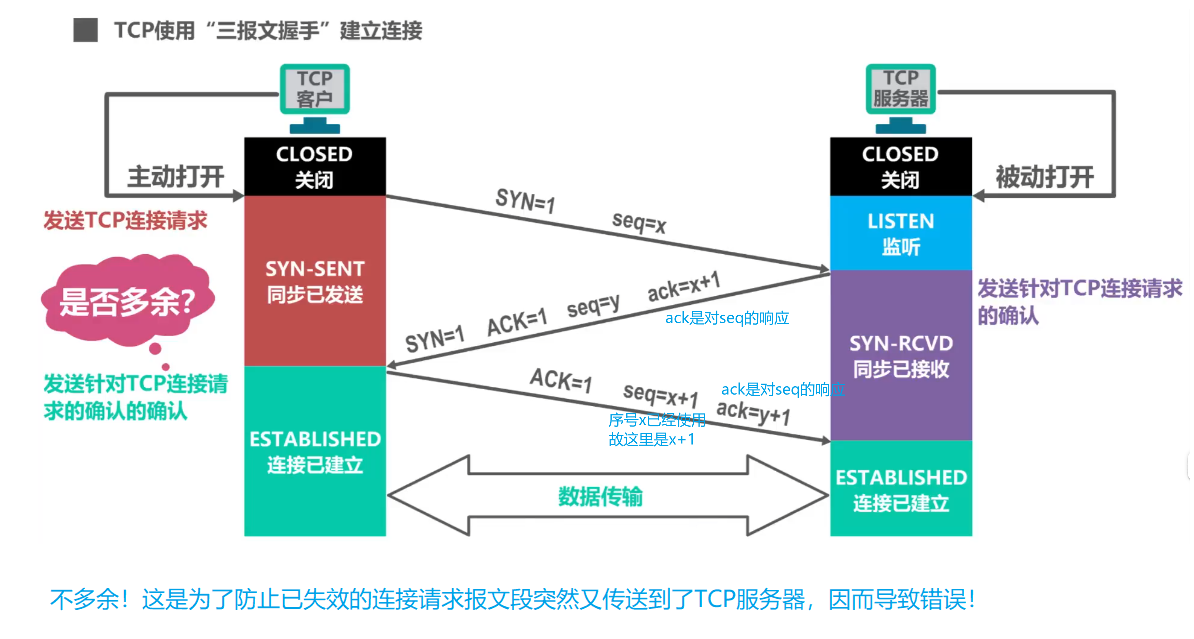 TCP使用“三报文握手”建立连接
TCP
客户
TCP
服务器
CLOSED
关闭
CLOSED
关闭
主动打开
被动打开
发送TCP连接请求
SYN=1
seq=x
LISTEN
监听
SYN-SENT
同步已发送
是否多余?
SYN=1 ACK=1 seq=y ack=x+1
ack是对seq的响应
发送针对TCP连接请求
的确认
SYN-RCVD
同步已接收
发送针对TCP连接请
求的确认的确认
ACK=1 seq=x+1 ack=y+1
ack是对seq的响应
序号x已经使用
故这里是x+1
ESTABLISHED
连接已建立
ESTABLISHED
连接已建立
数据传输
不多余！这是为了防止已失效的连接请求报文段突然又传送到了TCP服务器，因而导致错误！